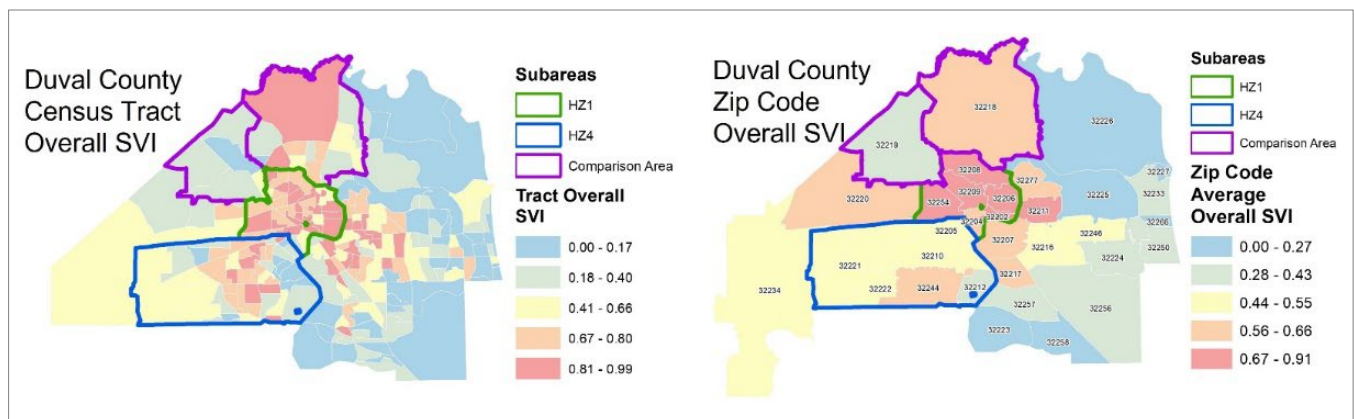 Duval County
Census Tract
Overall SVI
Subareas
HZ1
HZ4
Comparison Area
Tract Overall
SVI
0.00 - 0.17
0.18 - 0.40
0.41 - 0.66
0.67 - 0.80
0.81 - 0.99
Duval County
Zip Code
Overall SVI
32218
32226
32219
32208
32227
32277
32220
32209
32225
32233
32254
32206
32211
32202
32204
32266
32205
32246
32207
32216
32250
32210
32224
32221
32217
32234
32222
32244
32212
32257
32256
32223
32258
Subareas
HZ1
HZ4
Comparison Area
Zip Code
Average
Overall SVI
0.00 - 0.27
0.28 - 0.43
0.44 - 0.55
0.56 - 0.66
0.67 - 0.91